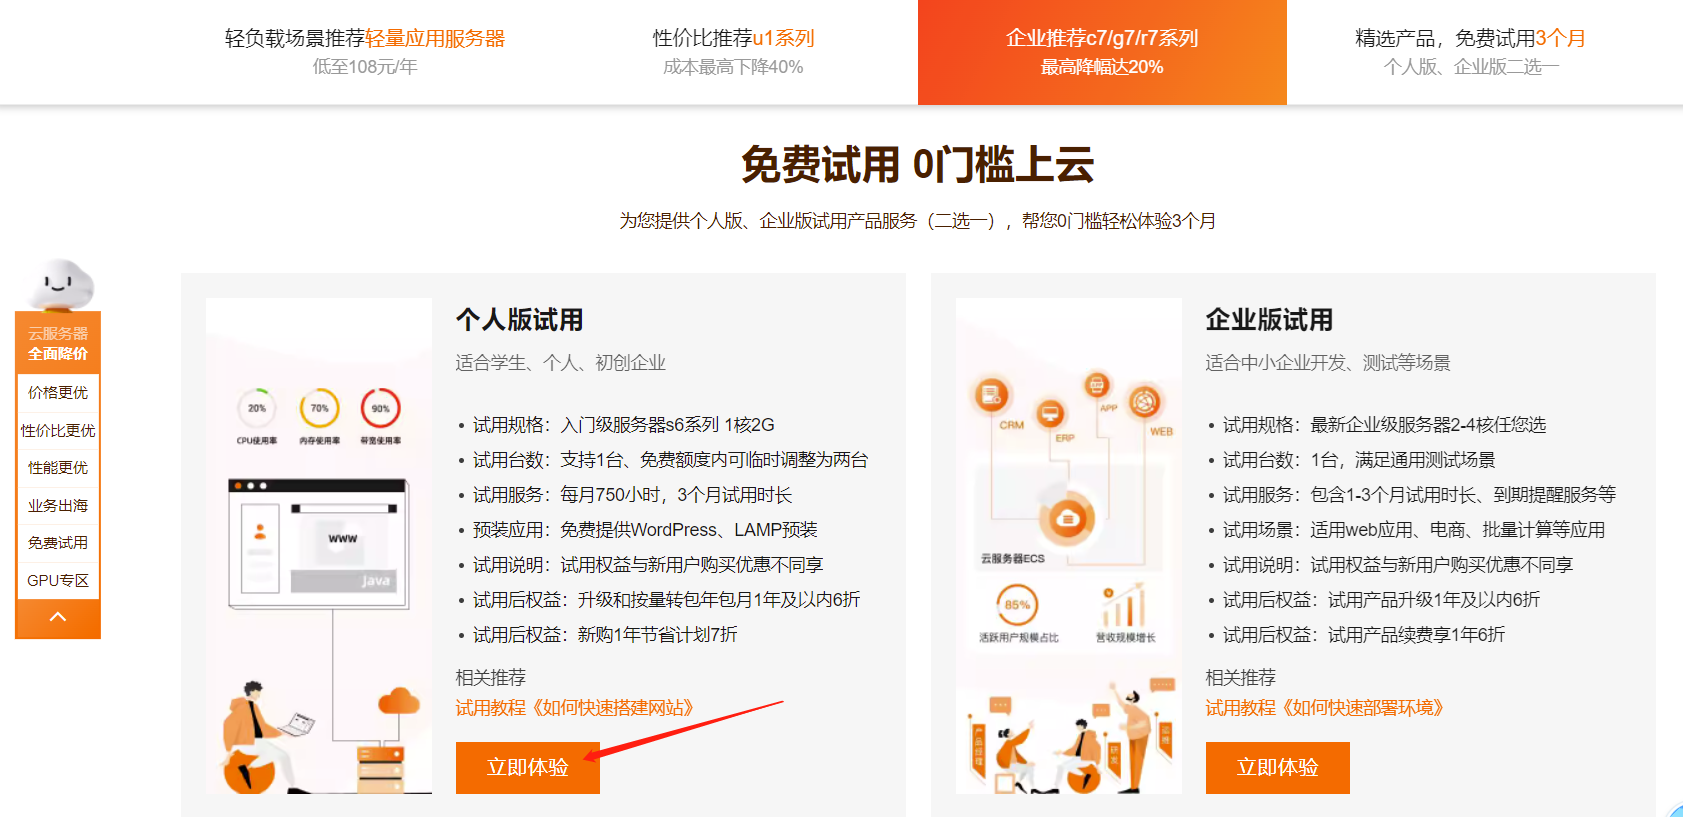 轻负载场景推荐轻量应用服务器
低至108元/年
性价比推荐u1系列
成本最高下降40%
企业推荐c7/g7/r7系列
最高降幅达20%
精选产品，免费试用3个月
个人版、企业版二选一
免费试用 0门槛上云
为您提供个人版、企业版试用产品服务（二选一），帮您0门槛轻松体验3个月
云服务器
全面降价
价格更优
性价比更优
性能更优
业务出海
免费试用
GPU专区
20%
70%
90%
CPU使用率
内存使用率
带宽使用率
www
Java
个人版试用
适合学生、个人、初创企业
• 试用规格：入门级服务器s6系列 1核2G
• 试用台数：支持1台、免费额度内可临时调整为两台
• 试用服务：每月750小时，3个月试用时长
• 预装应用：免费提供WordPress、LAMP预装
• 试用说明：试用权益与新用户购买优惠不同享
• 试用后权益：升级和按量转包年包月1年及以内6折
• 试用后权益：新购1年节省计划7折
相关推荐
试用教程《如何快速搭建网站》
立即体验
CRM
ERP
APP
WEB
云服务器ECS
85%
活跃用户规模占比
营收规模增长
产品经理
研发
运维
企业版试用
适合中小企业开发、测试等场景
• 试用规格：最新企业级服务器2-4核任您选
• 试用台数：1台，满足通用测试场景
• 试用服务：包含1-3个月试用时长、到期提醒服务等
• 试用场景：适用web应用、电商、批量计算等应用
• 试用说明：试用权益与新用户购买优惠不同享
• 试用后权益：试用产品升级1年及以内6折
• 试用后权益：试用产品续费享1年6折
相关推荐
试用教程《如何快速部署环境》
立即体验